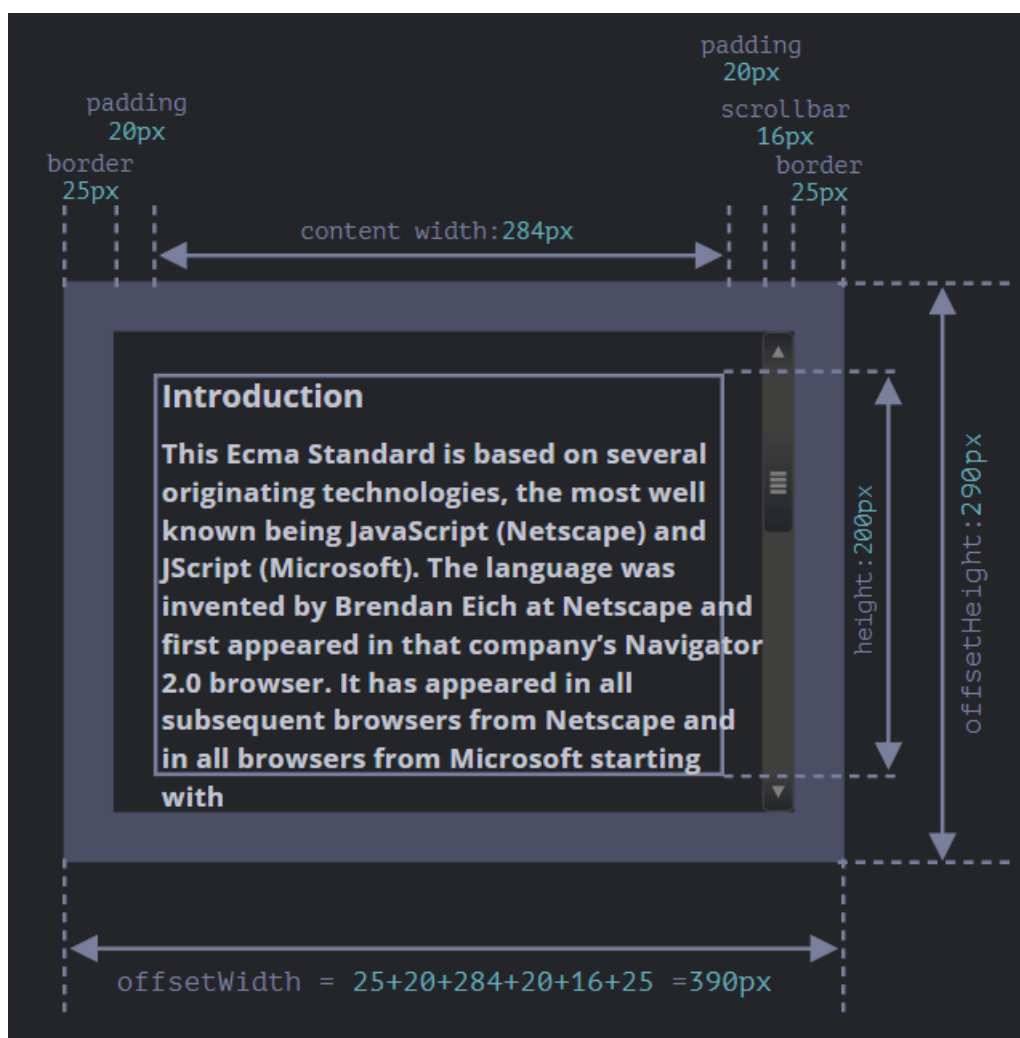 padding
20px
padding
20px
scrollbar
16px
border
25px
border
25px
content width:284px
Introduction
This Ecma Standard is based on several
originating technologies, the most well
known being JavaScript (Netscape) and
JScript (Microsoft). The language was
invented by Brendan Eich at Netscape and
first appeared in that company’s Navigator
2.0 browser. It has appeared in all
subsequent browsers from Netscape and
in all browsers from Microsoft starting
with
height:200px
offsetHeight:290px
offsetWidth = 25+20+284+20+16+25 =390px